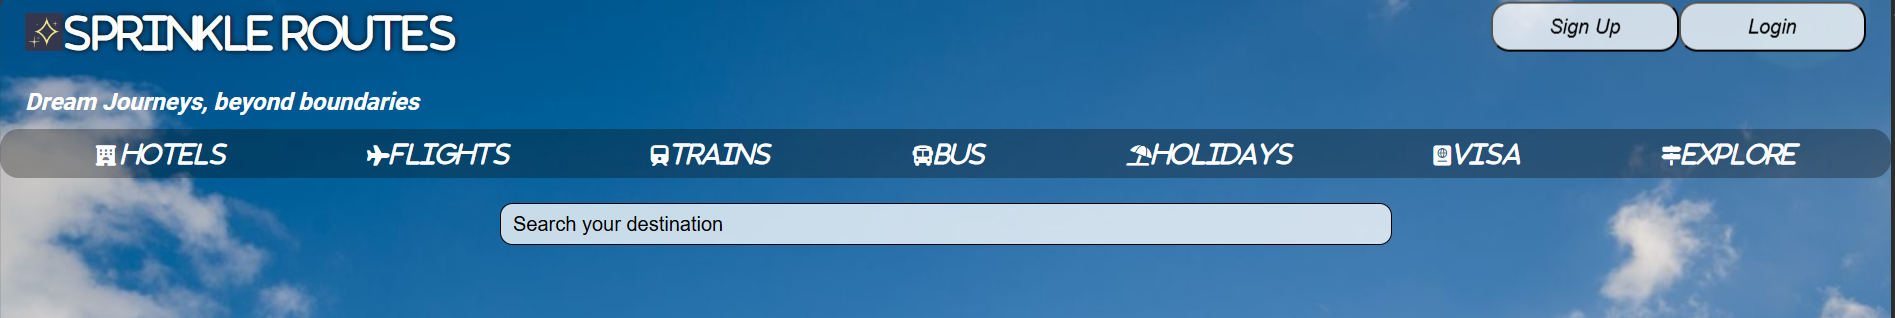 SPRINKLE ROUTES
Sign Up
Login
Dream Journeys, beyond boundaries
HOTELS FLIGHTS TRAINS BUS HOLIDAYS VISA EXPLORE
Search your destination